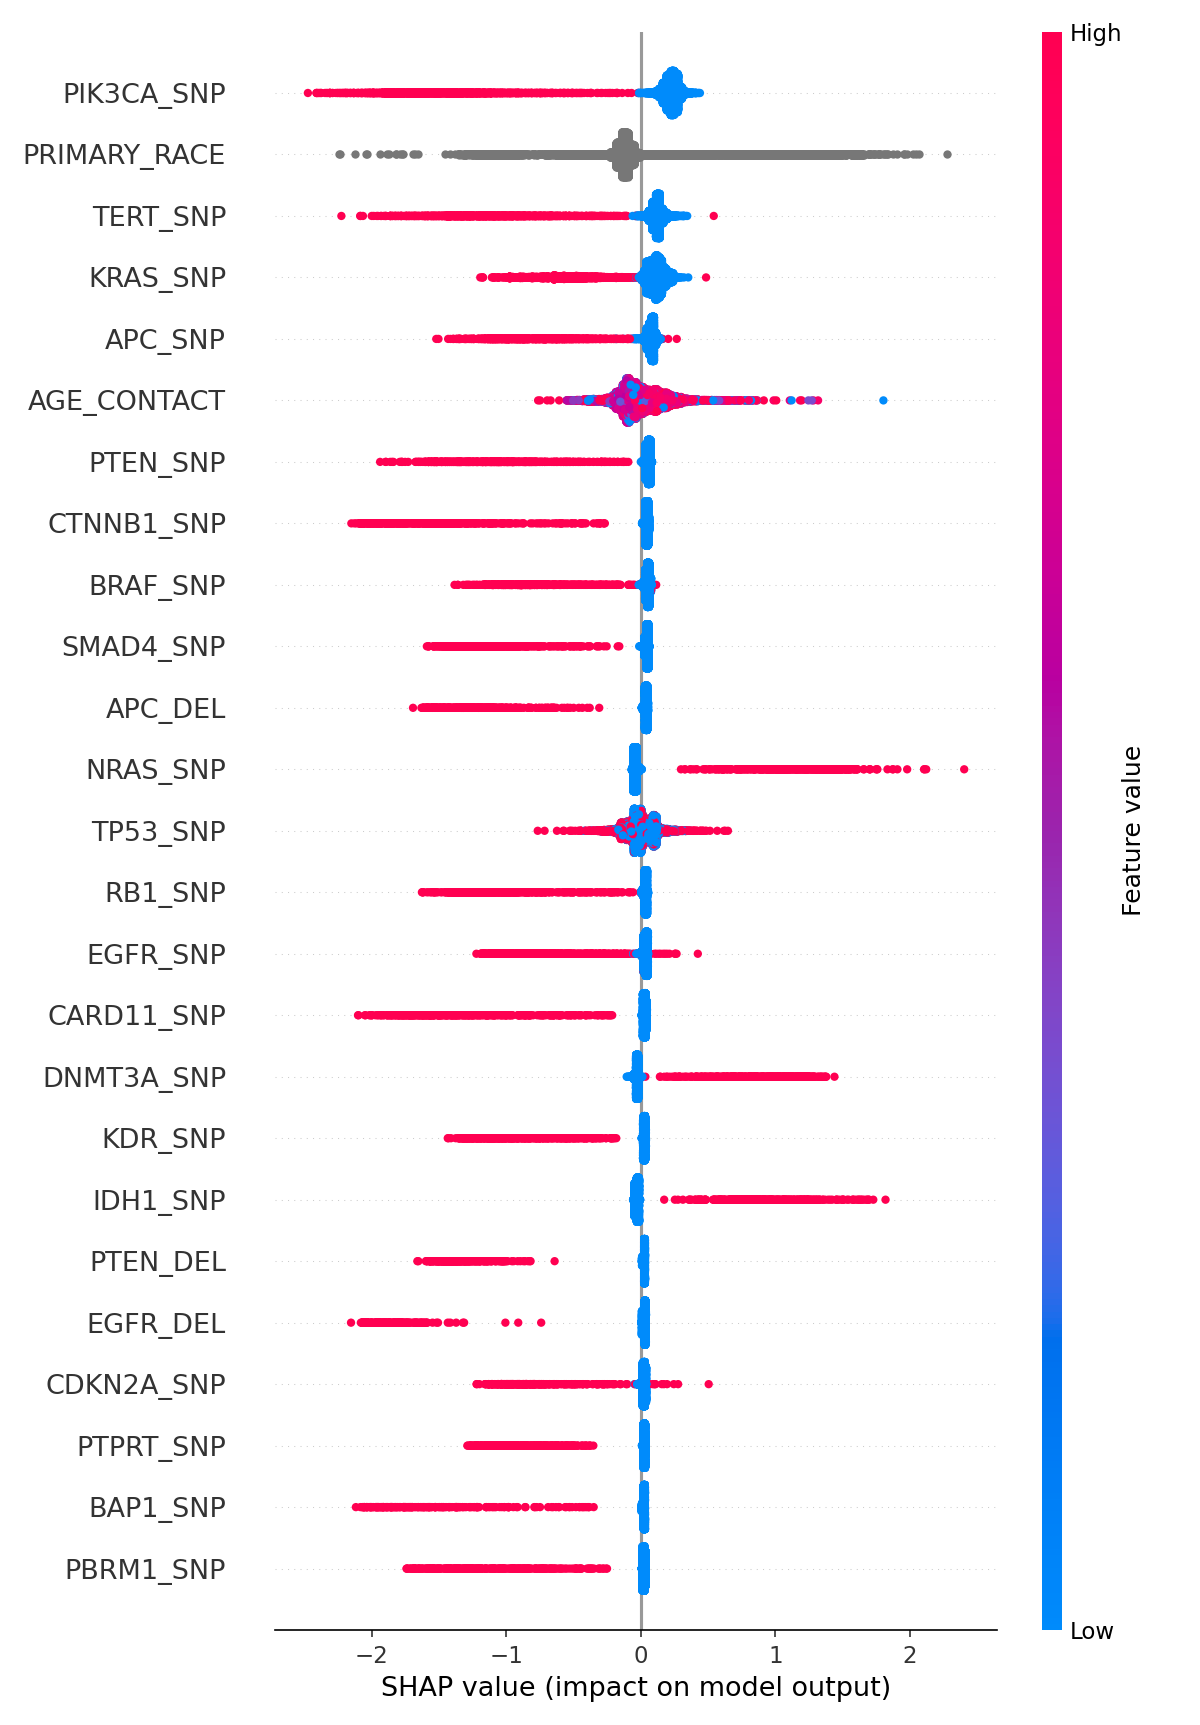 High
PIK3CA_SNP
PRIMARY_RACE
TERT_SNP
KRAS_SNP
APC_SNP
AGE_CONTACT
PTEN_SNP
CTNNB1_SNP
BRAF_SNP
SMAD4_SNP
APC_DEL
NRAS_SNP
TP53_SNP
RB1_SNP
EGFR_SNP
CARD11_SNP
DNMT3A_SNP
KDR_SNP
IDH1_SNP
PTEN_DEL
EGFR_DEL
CDKN2A_SNP
PTPRT_SNP
BAP1_SNP
PBRM1_SNP
Feature value
Low
−2 −1 0 1 2
SHAP value (impact on model output)